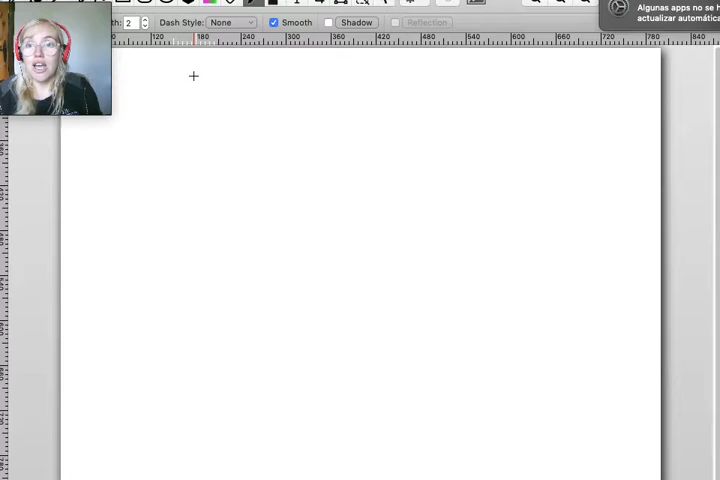 Algunas apps no se h
actualizar automátic
th: 2 Dash Style: None Smooth Shadow Reflection
120 180 240 300 360 420 480 540 600 660 720 780 840